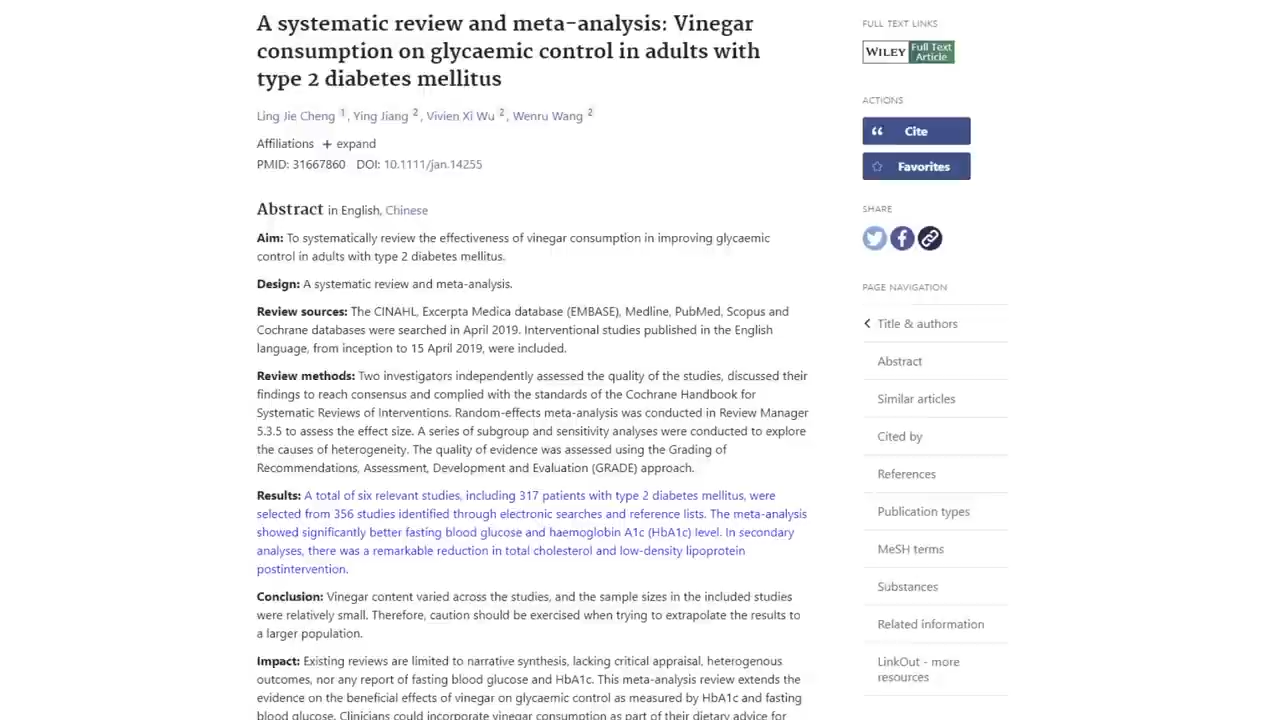 A systematic review and meta-analysis: Vinegar
consumption on glycaemic control in adults with
type 2 diabetes mellitus
Ling Jie Cheng 1, Ying Jiang 2, Vivien Xi Wu 2, Wenru Wang 2
Affiliations + expand
PMID: 31667860 DOI: 10.1111/jan.14255
Abstract in English, Chinese
Aim: To systematically review the effectiveness of vinegar consumption in improving glycaemic
control in adults with type 2 diabetes mellitus.
Design: A systematic review and meta-analysis.
Review sources: The CINAHL, Excerpta Medica database (EMBASE), Medline, PubMed, Scopus and
Cochrane databases were searched in April 2019. Interventional studies published in the English
language, from inception to 15 April 2019, were included.
Review methods: Two investigators independently assessed the quality of the studies, discussed their
findings to reach consensus and complied with the standards of the Cochrane Handbook for
Systematic Reviews of Interventions. Random-effects meta-analysis was conducted in Review Manager
5.3.5 to assess the effect size. A series of subgroup and sensitivity analyses were conducted to explore
the causes of heterogeneity. The quality of evidence was assessed using the Grading of
Recommendations, Assessment, Development and Evaluation (GRADE) approach.
Results: A total of six relevant studies, including 317 patients with type 2 diabetes mellitus, were
selected from 356 studies identified through electronic searches and reference lists. The meta-analysis
showed significantly better fasting blood glucose and haemoglobin A1c (HbA1c) level. In secondary
analyses, there was a remarkable reduction in total cholesterol and low-density lipoprotein
postintervention.
Conclusion: Vinegar content varied across the studies, and the sample sizes in the included studies
were relatively small. Therefore, caution should be exercised when trying to extrapolate the results to
a larger population.
Impact: Existing reviews are limited to narrative synthesis, lacking critical appraisal, heterogenous
outcomes, nor any report of fasting blood glucose and HbA1c. This meta-analysis review extends the
evidence on the beneficial effects of vinegar on glycaemic control as measured by HbA1c and fasting
blood glucose. Clinicians could incorporate vinegar consumption as part of their dietary advice for
FULL TEXT LINKS
WILEY Full Text
Article
ACTIONS
Cite
Favorites
SHARE
PAGE NAVIGATION
Title & authors
Abstract
Similar articles
Cited by
References
Publication types
MeSH terms
Substances
Related information
LinkOut - more
resources